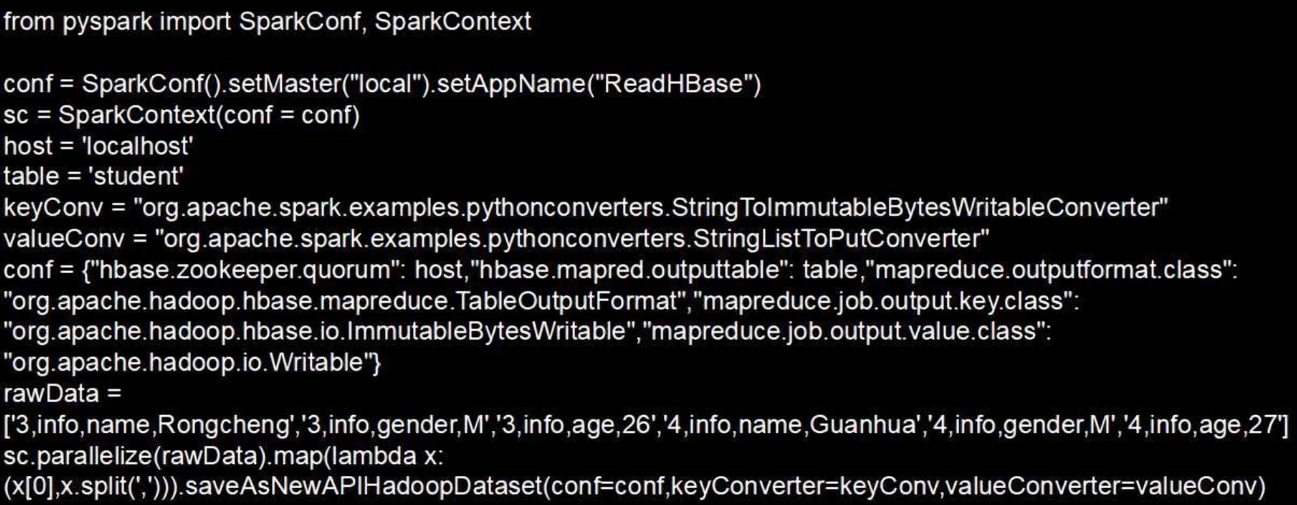 from pyspark import SparkConf, SparkContext
conf = SparkConf().setMaster("local").setAppName("ReadHBase")
sc = SparkContext(conf = conf)
host = 'localhost'
table = 'student'
keyConv = "org.apache.spark.examples.pythonconverters.StringToImmutableBytesWritableConverter"
valueConv = "org.apache.spark.examples.pythonconverters.StringListToPutConverter"
conf = {"hbase.zookeeper.quorum": host,"hbase.mapred.outputtable": table,"mapreduce.outputformat.class":
"org.apache.hadoop.hbase.mapreduce.TableOutputFormat","mapreduce.job.output.key.class":
"org.apache.hadoop.hbase.io.ImmutableBytesWritable","mapreduce.job.output.value.class":
"org.apache.hadoop.io.Writable"}
rawData =
['3,info,name,Rongcheng','3,info,gender,M','3,info,age,26','4,info,name,Guanhua','4,info,gender,M','4,info,age,27']
sc.parallelize(rawData).map(lambda x:
(x[0],x.split(','))).saveAsNewAPIHadoopDataset(conf=conf,keyConverter=keyConv,valueConverter=valueConv)